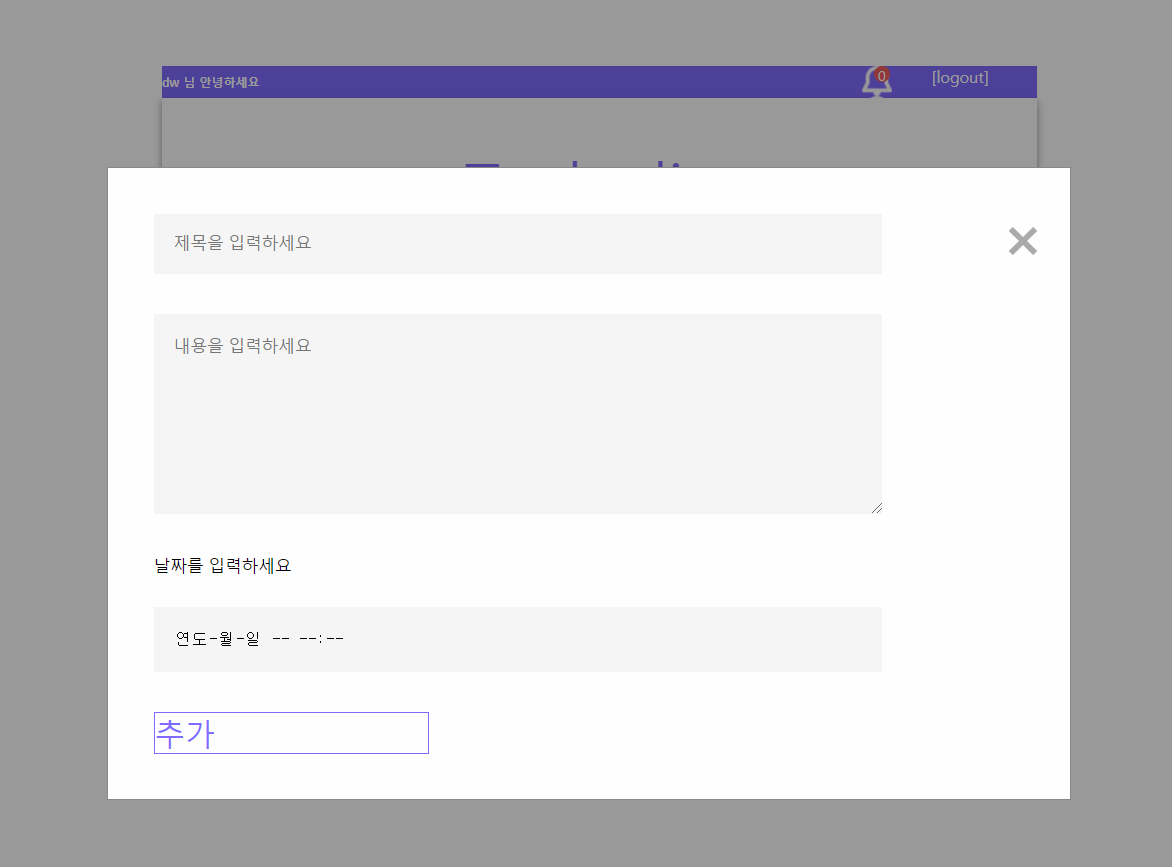 dw 님 안녕하세요
0
[logout]
제목을 입력하세요
내용을 입력하세요
날짜를 입력하세요
연도-월-일 -- --:--
추가